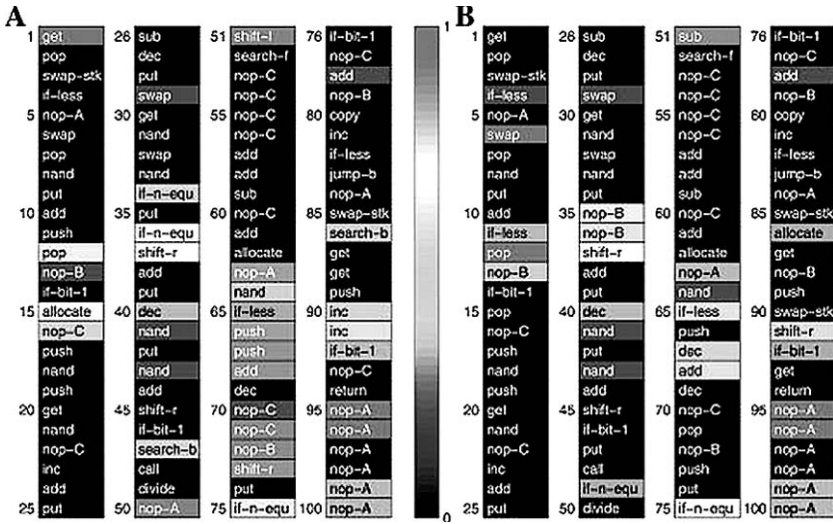 A
1 get
pop
swap-stk
if-less
5 nop-A
swap
pop
nand
put
10 add
push
pop
nop-B
if-bit-1
15 allocate
nop-C
push
nand
push
20 get
nand
nop-C
inc
add
25 put
26 sub
dec
put
swap
30 get
nand
swap
nand
if-n-equ
35 put
if-n-equ
shift-r
add
put
40 dec
nand
put
nand
add
45 shift-r
if-bit-1
search-b
call
divide
50 nop-A
51 shift-l
search-f
nop-C
nop-C
55 nop-C
nop-C
add
add
sub
60 nop-C
add
allocate
nop-A
nand
65 if-less
push
push
add
dec
70 nop-C
nop-C
nop-B
shift-r
put
75 if-n-equ
76 if-bit-1
nop-C
add
nop-B
80 copy
inc
if-less
jump-b
nop-A
85 swap-stk
search-b
get
get
push
90 inc
inc
if-bit-1
nop-C
return
95 nop-A
nop-A
nop-A
nop-A
nop-A
100 nop-A
1
0
B
1 get
pop
swap-stk
if-less
5 nop-A
swap
pop
nand
put
10 add
if-less
pop
nop-B
if-bit-1
15 pop
nop-C
push
nand
push
20 get
nand
nop-C
inc
add
25 put
26 sub
dec
put
swap
30 get
nand
swap
nand
put
35 nop-B
nop-B
shift-r
add
put
40 dec
nand
put
nand
add
45 shift-r
if-bit-1
put
call
if-n-equ
50 divide
51 sub
search-f
nop-C
nop-C
55 nop-C
nop-C
add
add
sub
60 nop-C
add
allocate
nop-A
nand
65 if-less
push
dec
add
dec
70 nop-C
pop
nop-B
push
put
75 if-n-equ
76 if-bit-1
nop-C
add
nop-B
80 copy
inc
if-less
jump-b
nop-A
85 swap-stk
allocate
get
nop-B
push
90 swap-stk
shift-r
if-bit-1
get
return
95 nop-A
nop-A
nop-A
nop-A
nop-A
100 nop-A